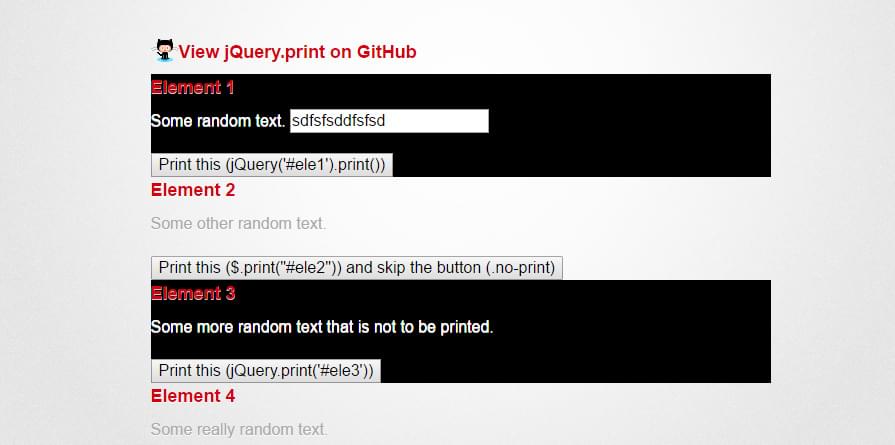 View jQuery.print on GitHub
Element 1
Some random text. sdfsfsddfsfsd
Print this (jQuery('#ele1').print())
Element 2
Some other random text.
Print this ($.print("#ele2")) and skip the button (.no-print)
Element 3
Some more random text that is not to be printed.
Print this (jQuery.print('#ele3'))
Element 4
Some really random text.